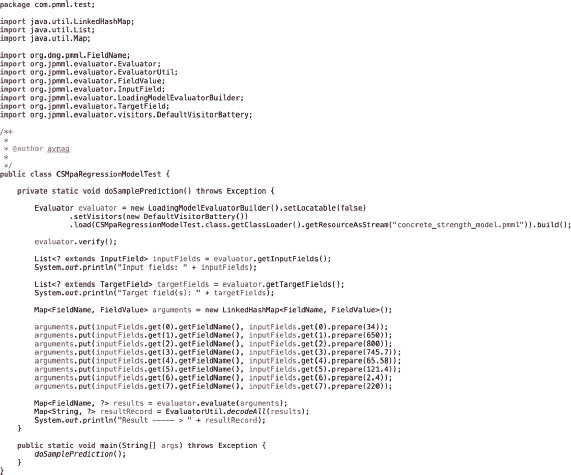 package com.pmml.test;

import java.util.LinkedHashMap;
import java.util.List;
import java.util.Map;

import org.dmg.pmml.FieldName;
import org.jpmml.evaluator.Evaluator;
import org.jpmml.evaluator.EvaluatorUtil;
import org.jpmml.evaluator.FieldValue;
import org.jpmml.evaluator.InputField;
import org.jpmml.evaluator.LoadingModelEvaluatorBuilder;
import org.jpmml.evaluator.TargetField;
import org.jpmml.evaluator.visitors.DefaultVisitorBattery;

/**
 *
 * @author
 *
 */
public class CSMpaRegressionModelTest {

    private static void doSamplePrediction() throws Exception {

        Evaluator evaluator = new LoadingModelEvaluatorBuilder().setLocatable(false)
                .setVisitors(new DefaultVisitorBattery())
                .load(CSMpaRegressionModelTest.class.getClassLoader().getResourceAsStream("concrete_strength_model.pmml")).build();

        evaluator.verify();

        List<? extends InputField> inputFields = evaluator.getInputFields();
        System.out.println("Input fields: " + inputFields);

        List<? extends TargetField> targetFields = evaluator.getTargetFields();
        System.out.println("Target field(s): " + targetFields);

        Map<FieldName, FieldValue> arguments = new LinkedHashMap<FieldName, FieldValue>();

        arguments.put(inputFields.get(0).getFieldName(), inputFields.get(0).prepare(34));
        arguments.put(inputFields.get(1).getFieldName(), inputFields.get(1).prepare(650));
        arguments.put(inputFields.get(2).getFieldName(), inputFields.get(2).prepare(800));
        arguments.put(inputFields.get(3).getFieldName(), inputFields.get(3).prepare(745.7));
        arguments.put(inputFields.get(4).getFieldName(), inputFields.get(4).prepare(65.58));
        arguments.put(inputFields.get(5).getFieldName(), inputFields.get(5).prepare(121.4));
        arguments.put(inputFields.get(6).getFieldName(), inputFields.get(6).prepare(2.4));
        arguments.put(inputFields.get(7).getFieldName(), inputFields.get(7).prepare(220));

        Map<FieldName, ?> results = evaluator.evaluate(arguments);
        Map<String, ?> resultRecord = EvaluatorUtil.decodeAll(results);
        System.out.println("Result ----- > " + resultRecord);
    }

    public static void main(String[] args) throws Exception {
        doSamplePrediction();
    }
}